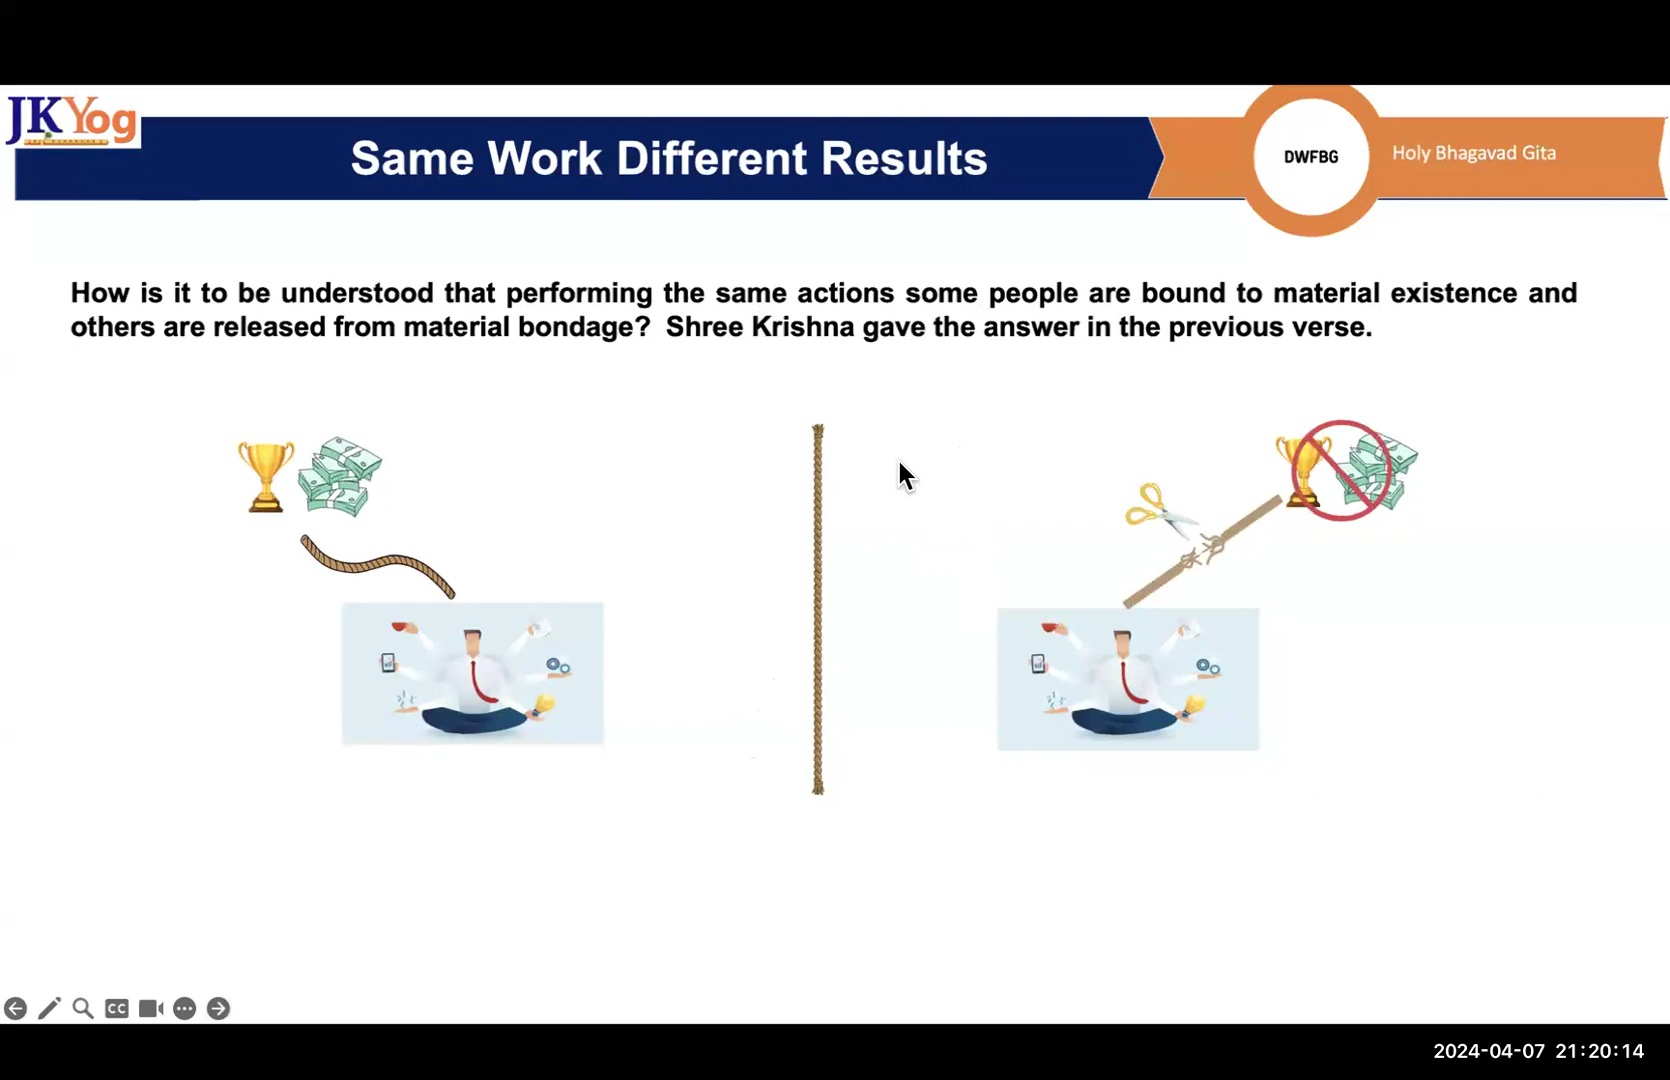 JKYog
Same Work Different Results
DWFBG
Holy Bhagavad Gita
How is it to be understood that performing the same actions some people are bound to material existence and
others are released from material bondage? Shree Krishna gave the answer in the previous verse.
CC
2024-04-07 21:20:14